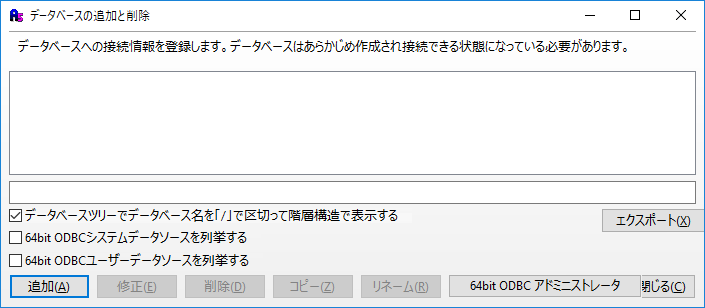 データベースの追加と削除
データベースへの接続情報を登録します。データベースはあらかじめ作成され接続できる状態になっている必要があります。
データベースツリーでデータベース名を「/」で区切って階層構造で表示する
エクスポート(X)
64bit ODBCシステムデータソースを列挙する
64bit ODBCユーザーデータソースを列挙する
追加(A) 修正(E) 削除(D) コピー(Z) リネーム(R) 64bit ODBC アドミニストレータ 閉じる(C)